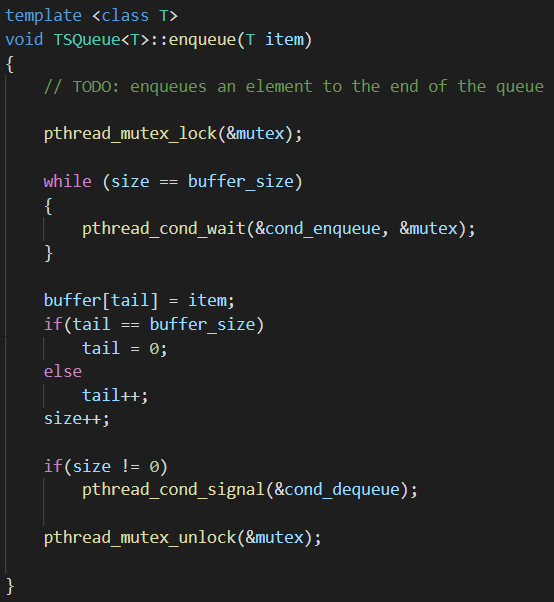 template <class T>
void TSQueue<T>::enqueue(T item)
{
    // TODO: enqueues an element to the end of the queue
    pthread_mutex_lock(&mutex);
    while (size == buffer_size)
    {
        pthread_cond_wait(&cond_enqueue, &mutex);
    }
    buffer[tail] = item;
    if(tail == buffer_size)
        tail = 0;
    else
        tail++;
    size++;
    if(size != 0)
        pthread_cond_signal(&cond_dequeue);
    pthread_mutex_unlock(&mutex);
}